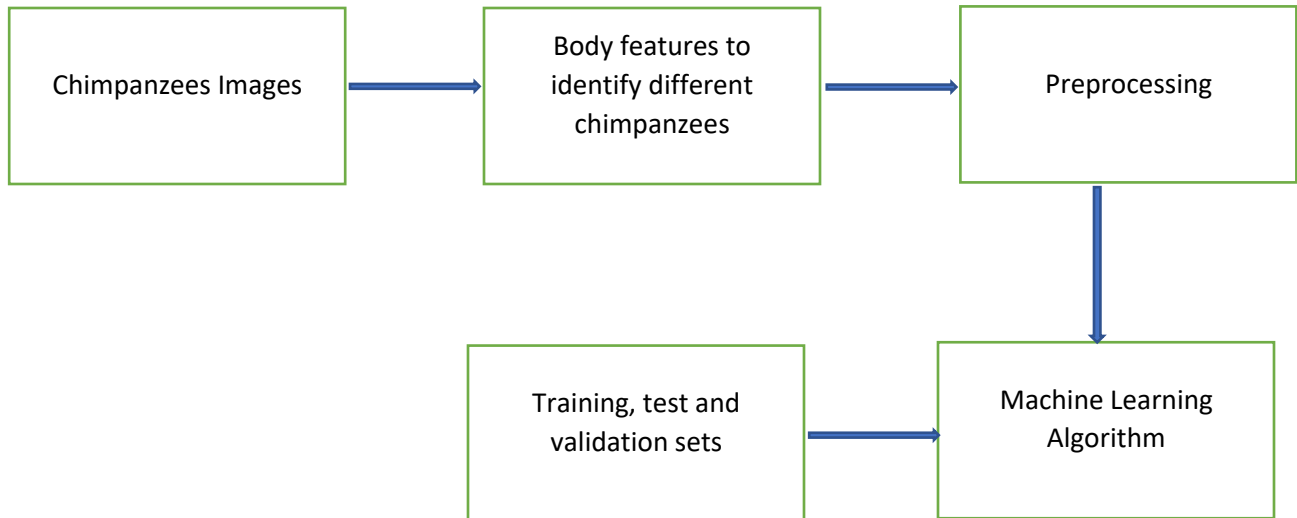 Chimpanzees Images
Body features to
identify different
chimpanzees
Preprocessing
Training, test and
validation sets
Machine Learning
Algorithm